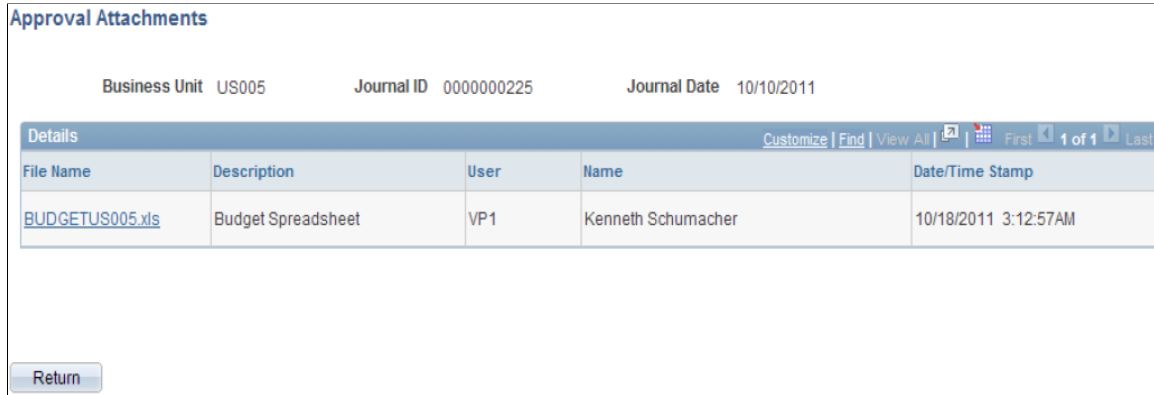 Approval Attachments
Business Unit US005 Journal ID 0000000225 Journal Date 10/10/2011
Details Customize | Find | View All | | First 1 of 1 Last
File Name Description User Name Date/Time Stamp
BUDGETUS005.xls Budget Spreadsheet VP1 Kenneth Schumacher 10/18/2011 3:12:57AM
Return